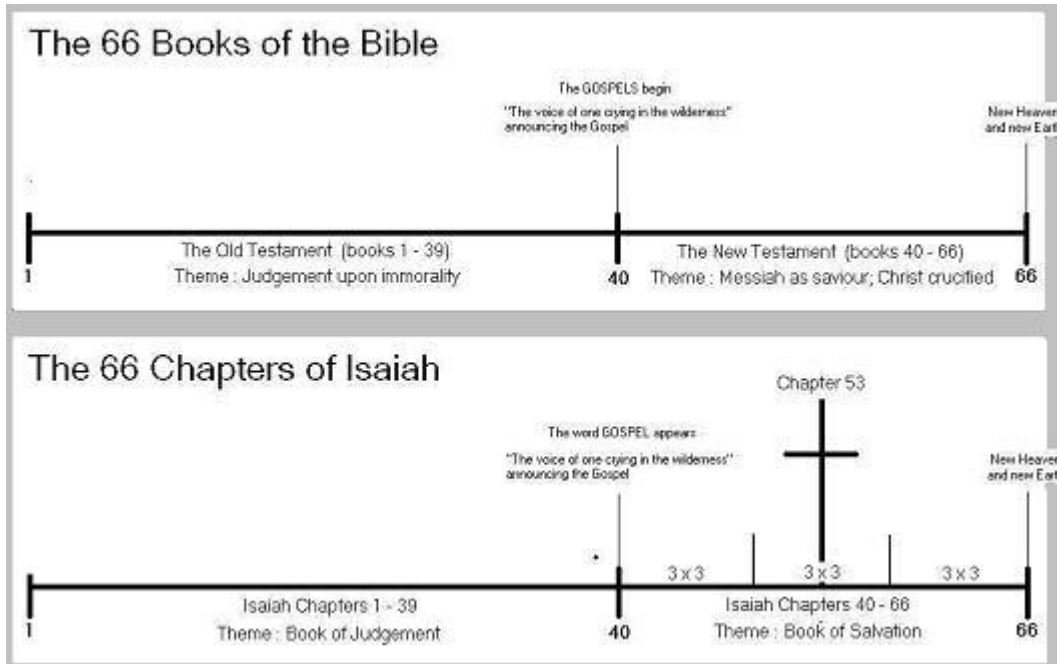 The 66 Books of the Bible
The GOSPELS begin
"The voice of one crying in the wilderness"
announcing the Gospel
New Heaven
and new Eart
The Old Testament (books 1 - 39)
The New Testament (books 40 - 66)
1
Theme : Judgement upon immorality
40
Theme : Messiah as saviour; Christ crucified
66
The 66 Chapters of Isaiah
Chapter 53
The word GOSPEL appears
"The voice of one crying in the wilderness"
announcing the Gospel
New Heaven
and new Eart
3 x 3
3 x 3
3 x 3
Isaiah Chapters 1 - 39
Isaiah Chapters 40 - 66
1
Theme : Book of Judgement
40
Theme : Book of Salvation
66